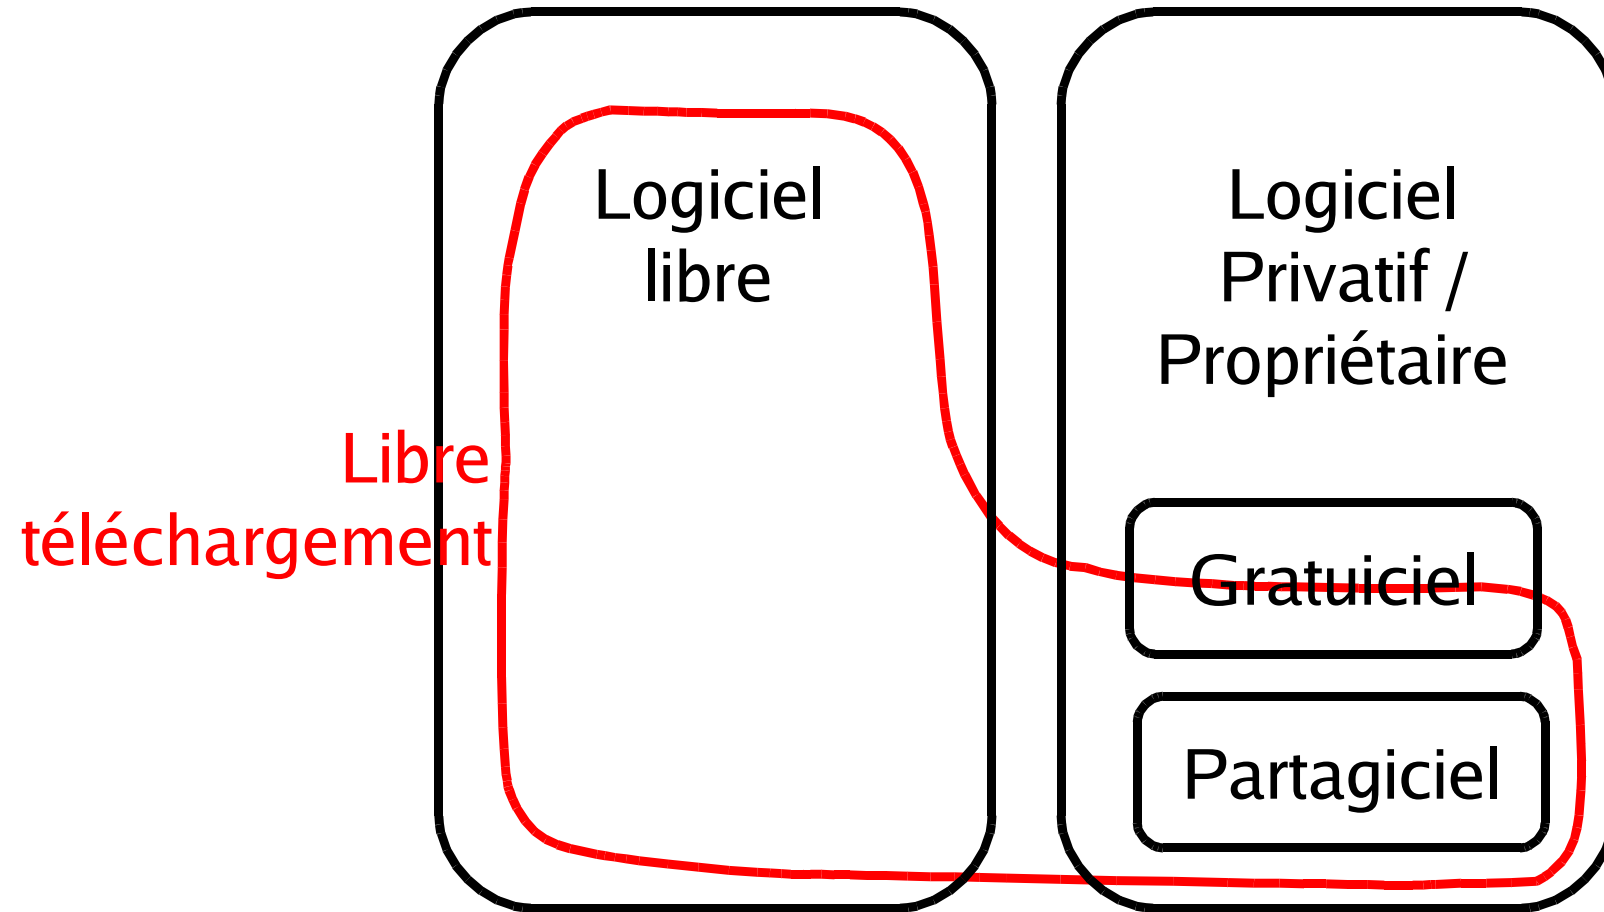 Logiciel
libre
Logiciel
Privatif /
Propriétaire
Libre
téléchargement
Gratuiciel
Partagiciel